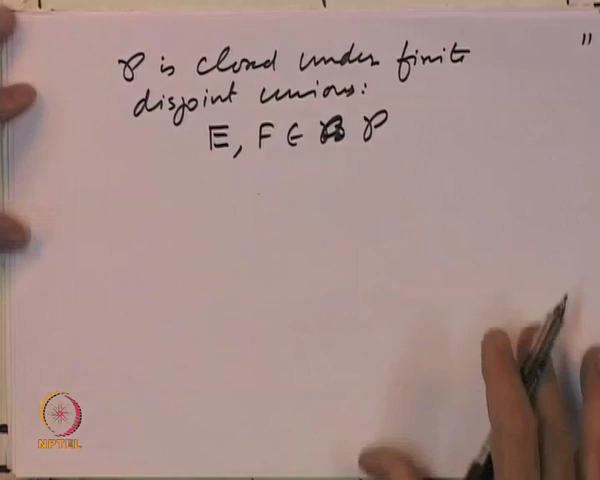 𝒫 is closed under finite
disjoint unions:
E, F ∈ 𝒫
NPTEL